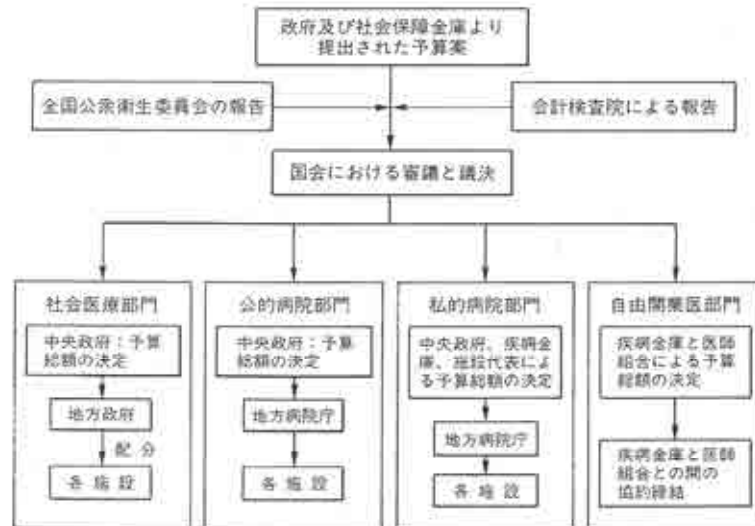 政府及び社会保障金庫より
提出された予算案
全国公衆衛生委員会の報告
会計検査院による報告
国会における審議と議決
社会医療部門
中央政府：予算
総額の決定
地方政府
配分
各施設
公的病院部門
中央政府：予算
総額の決定
地方病院庁
各施設
私的病院部門
中央政府、疾病金
庫、施設代表によ
る予算総額の決定
地方病院庁
各施設
自由開業医部門
疾病金庫と医師
組合による予算
総額の決定
疾病金庫と医師
組合との間の
協約締結